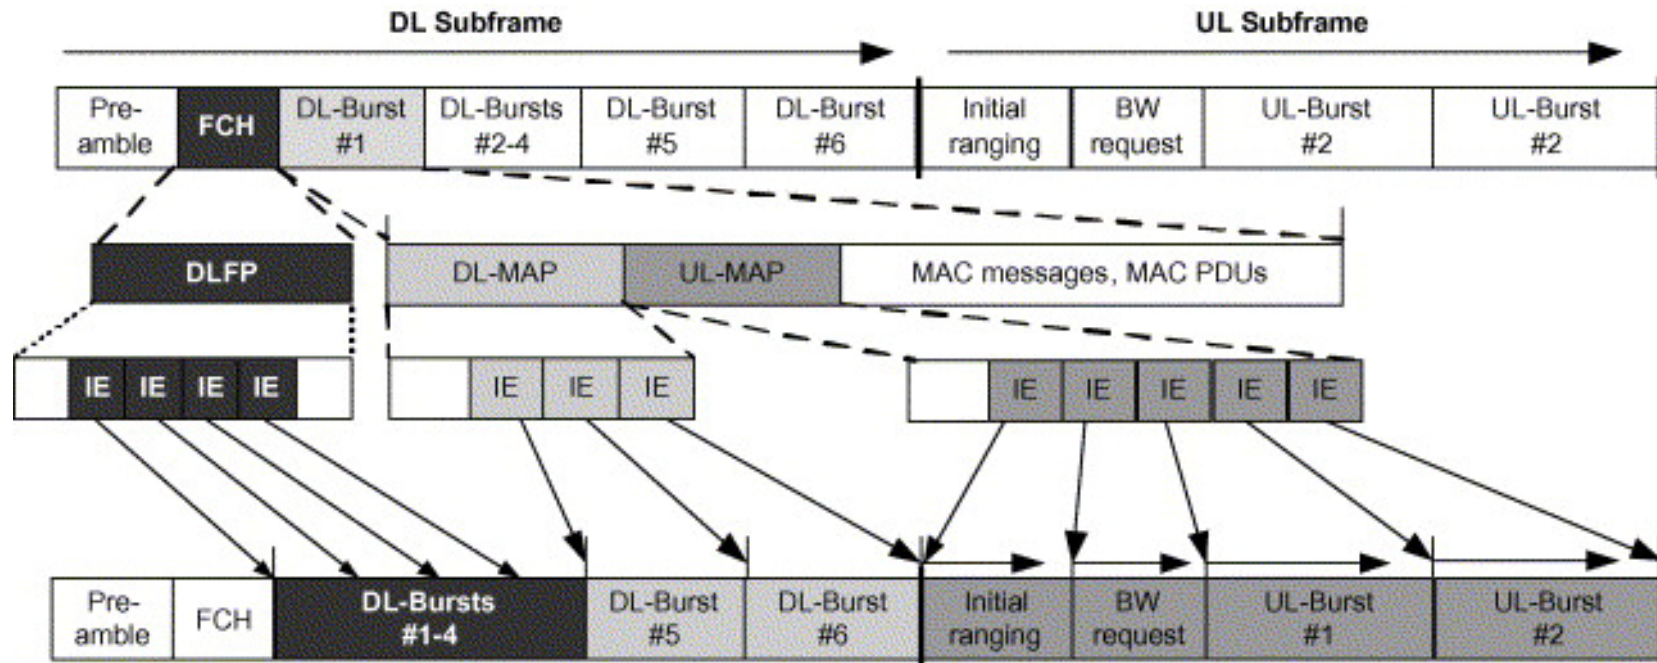 DL Subframe
UL Subframe
Pre-
amble
FCH
DL-Burst
#1
DL-Bursts
#2-4
DL-Burst
#5
DL-Burst
#6
Initial
ranging
BW
request
UL-Burst
#2
UL-Burst
#2
DLFP
DL-MAP
UL-MAP
MAC messages, MAC PDUs
IE
IE
IE
IE
IE
IE
IE
IE
IE
IE
IE
IE
Pre-
amble
FCH
DL-Bursts
#1-4
DL-Burst
#5
DL-Burst
#6
Initial
ranging
BW
request
UL-Burst
#1
UL-Burst
#2